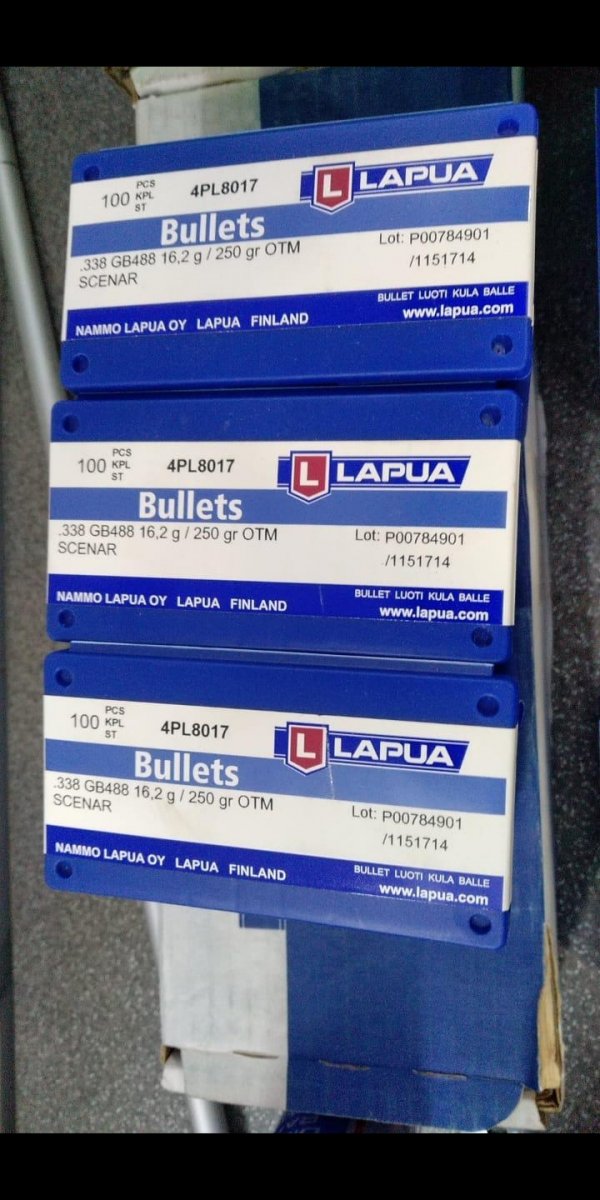 100 PCS KPL ST 4PL8017 L LAPUA
Bullets
.338 GB488 16,2 g / 250 gr OTM
SCENAR
Lot: P00784901
/1151714
BULLET LUOTI KULA BALLE
NAMMO LAPUA OY LAPUA FINLAND www.lapua.com
100 PCS KPL ST 4PL8017 L LAPUA
Bullets
.338 GB488 16,2 g / 250 gr OTM
SCENAR
Lot: P00784901
/1151714
BULLET LUOTI KULA BALLE
NAMMO LAPUA OY LAPUA FINLAND www.lapua.com
100 PCS KPL ST 4PL8017 L LAPUA
Bullets
.338 GB488 16,2 g / 250 gr OTM
SCENAR
Lot: P00784901
/1151714
BULLET LUOTI KULA BALLE
NAMMO LAPUA OY LAPUA FINLAND www.lapua.com